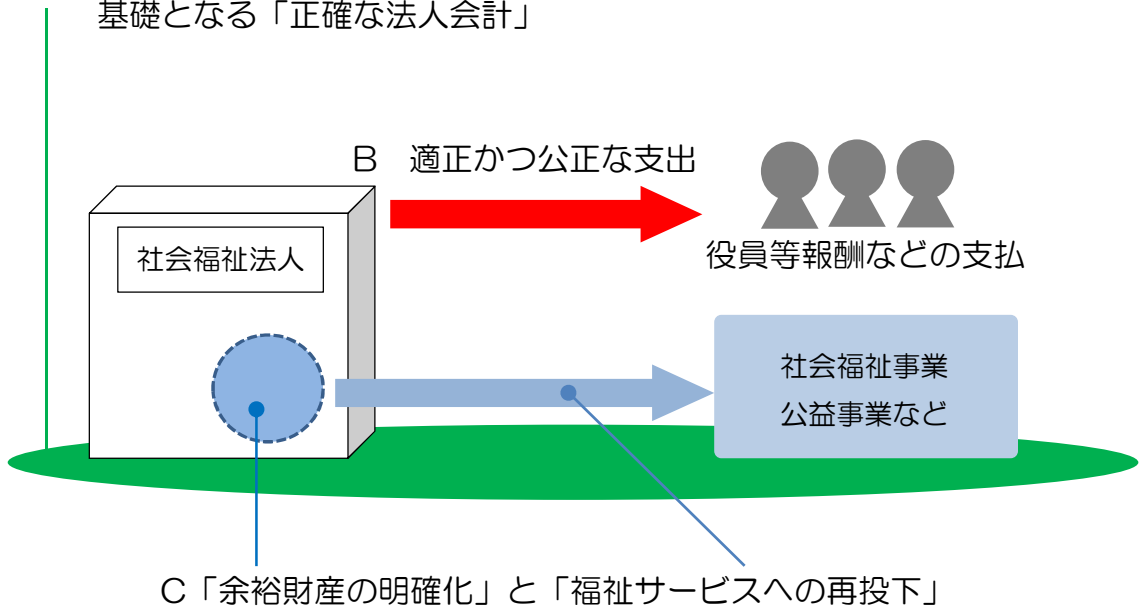 基礎となる「正確な法人会計」
B 適正かつ公正な支出
社会福祉法人
役員等報酬などの支払
社会福祉事業
公益事業など
C「余裕財産の明確化」と「福祉サービスへの再投下」